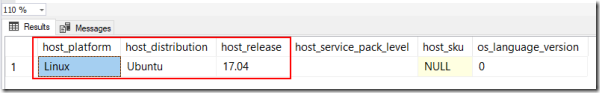 110 %
Results Messages
host_platform host_distribution host_release host_service_pack_level host_sku os_language_version
1 Linux Ubuntu 17.04 NULL 0